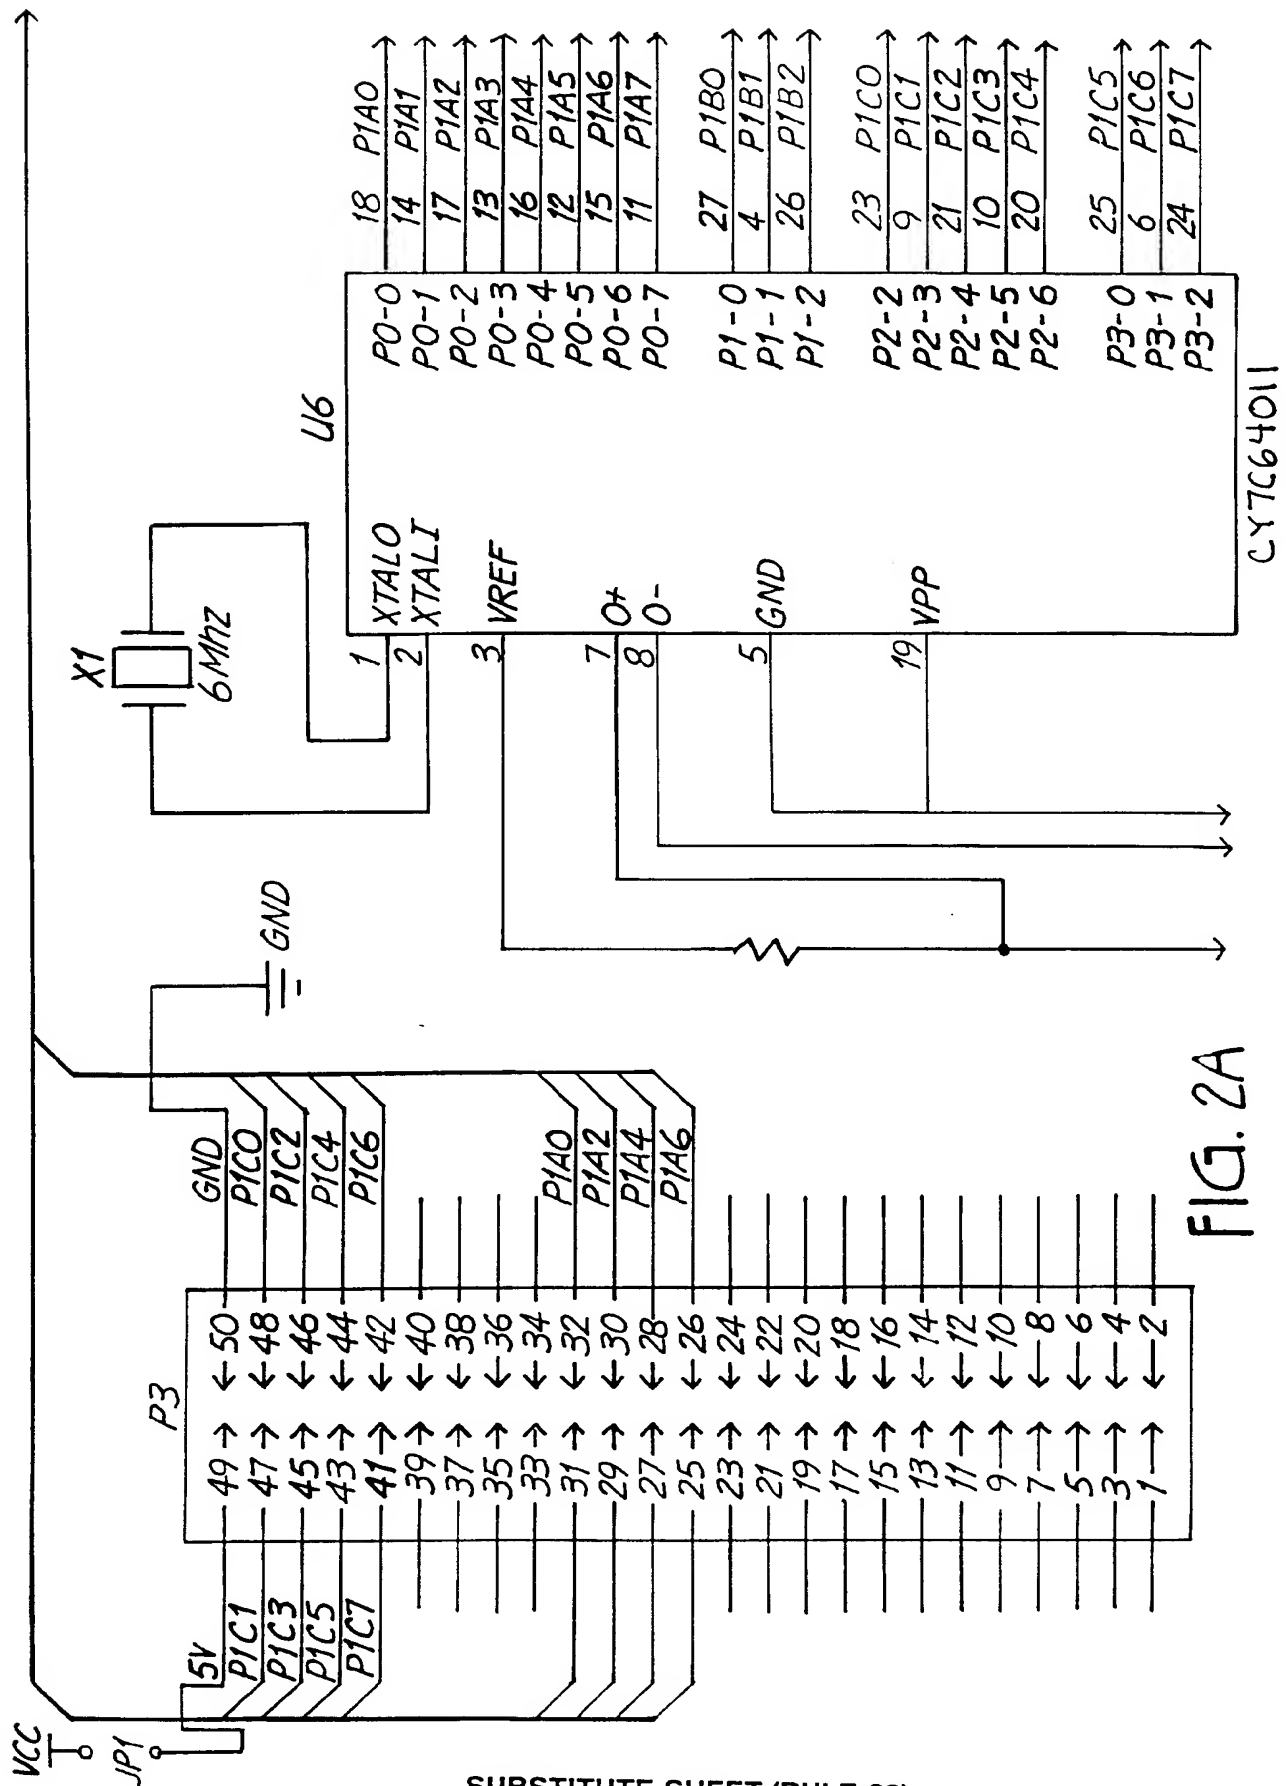 VCC
JP1
5V
P1C1
P1C3
P1C5
P1C7
P3
49 50
47 48
45 46
43 44
41 42
39 40
37 38
35 36
33 34
31 32
29 30
27 28
25 26
23 24
21 22
19 20
17 18
15 16
13 14
11 12
9 10
7 8
5 6
3 4
1 2
GND
P1C0
P1C2
P1C4
P1C6
P1A0
P1A2
P1A4
P1A6
GND
X1
6Mhz
U6
1 XTALO
2 XTALI
3 VREF
7 O+
8 O-
5 GND
19 VPP
P0-0 18 P1A0
P0-1 14 P1A1
P0-2 17 P1A2
P0-3 13 P1A3
P0-4 16 P1A4
P0-5 12 P1A5
P0-6 15 P1A6
P0-7 11 P1A7
P1-0 27 P1B0
P1-1 4 P1B1
P1-2 26 P1B2
P2-2 23 P1C0
P2-3 9 P1C1
P2-4 21 P1C2
P2-5 10 P1C3
P2-6 20 P1C4
P3-0 25 P1C5
P3-1 6 P1C6
P3-2 24 P1C7
CY7C64011
FIG. 2A